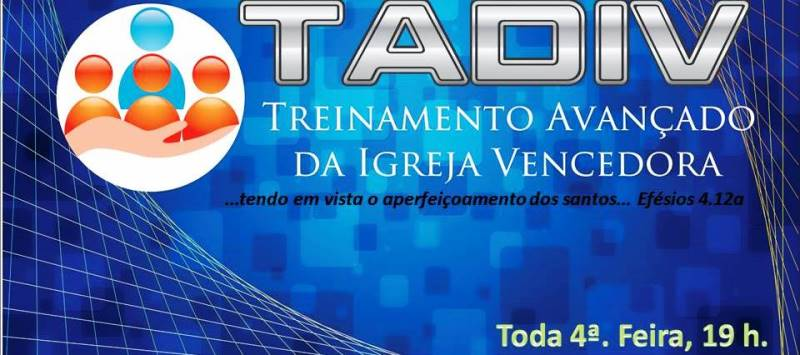 TADIV
TREINAMENTO AVANÇADO
DA IGREJA VENCEDORA
...tendo em vista o aperfeiçoamento dos santos... Efésios 4.12a
Toda 4ª. Feira, 19 h.